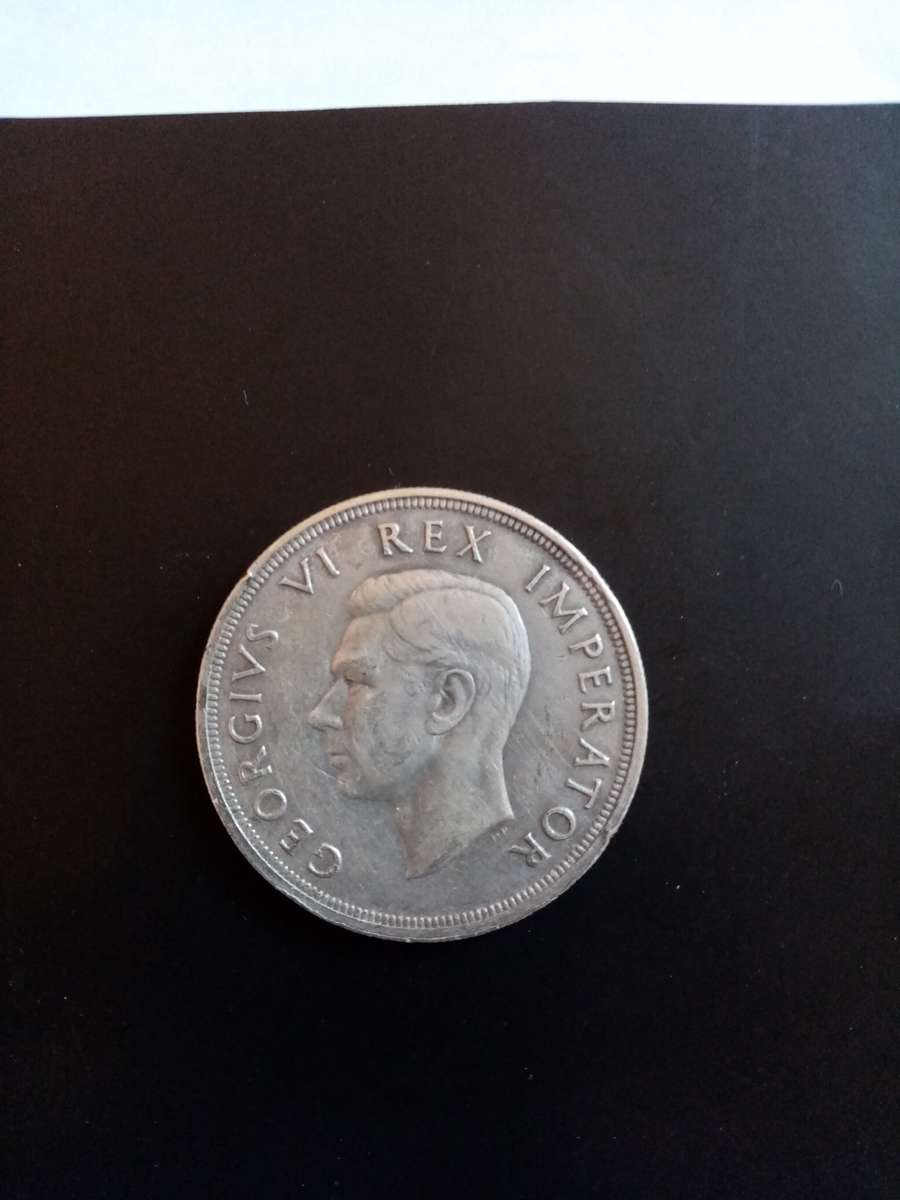 GEORGIVS VI REX IMPERATOR